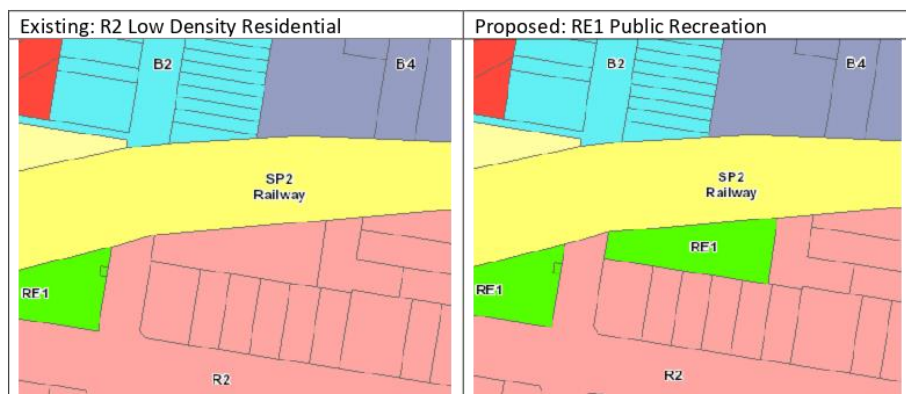 Existing: R2 Low Density Residential
Proposed: RE1 Public Recreation
B2
B4
SP2
Railway
RE1
R2
B2
B4
SP2
Railway
RE1
RE1
R2